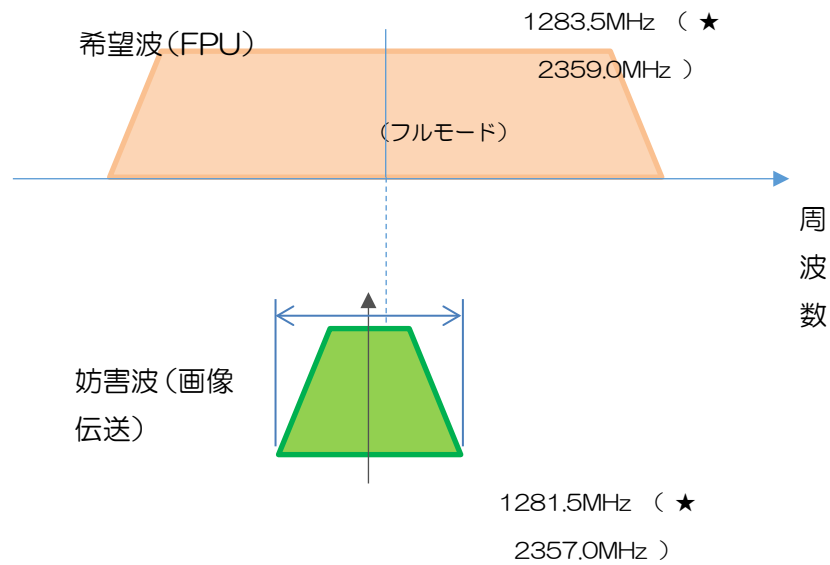 希望波（FPU）
1283.5MHz （ ★
2359.0MHz ）
（フルモード）
周
波
数
妨害波（画像
伝送）
1281.5MHz （ ★
2357.0MHz ）